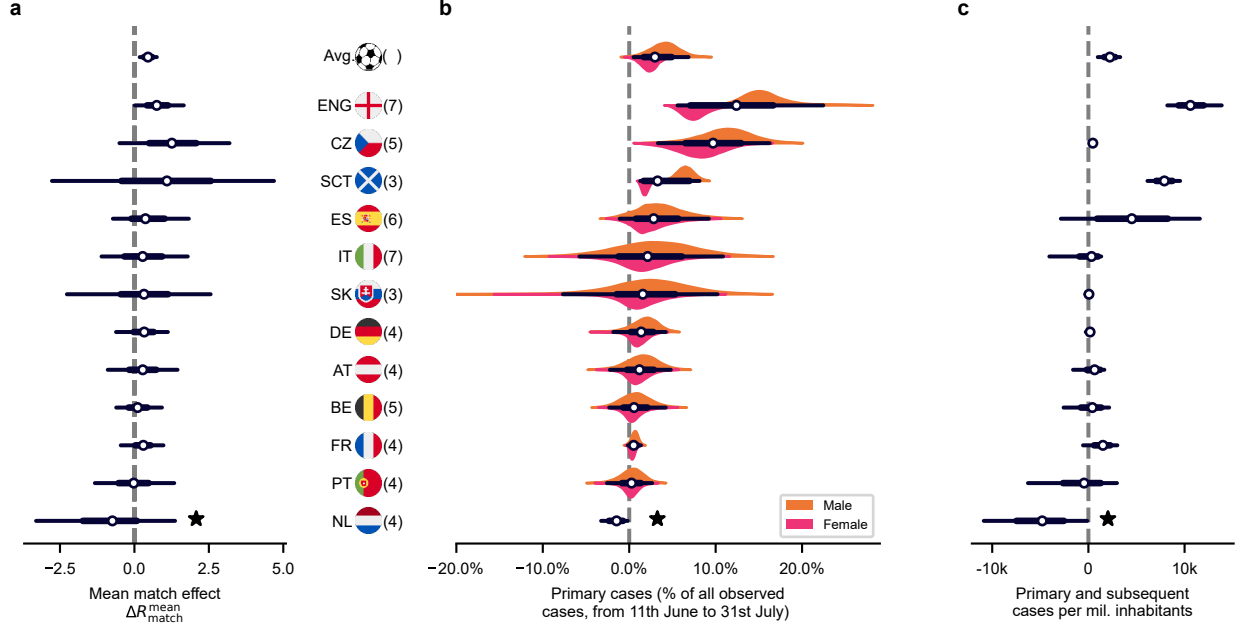 a
b
c
Avg. ( )
ENG (7)
CZ (5)
SCT (3)
ES (6)
IT (7)
SK (3)
DE (4)
AT (4)
BE (5)
FR (4)
PT (4)
NL (4)
Male
Female
−2.5 0.0 2.5 5.0
−20.0% −10.0% 0.0% 10.0% 20.0%
-10k 0 10k
Mean match effect
ΔR mean match
Primary cases (% of all observed
cases, from 11th June to 31st July)
Primary and subsequent
cases per mil. inhabitants